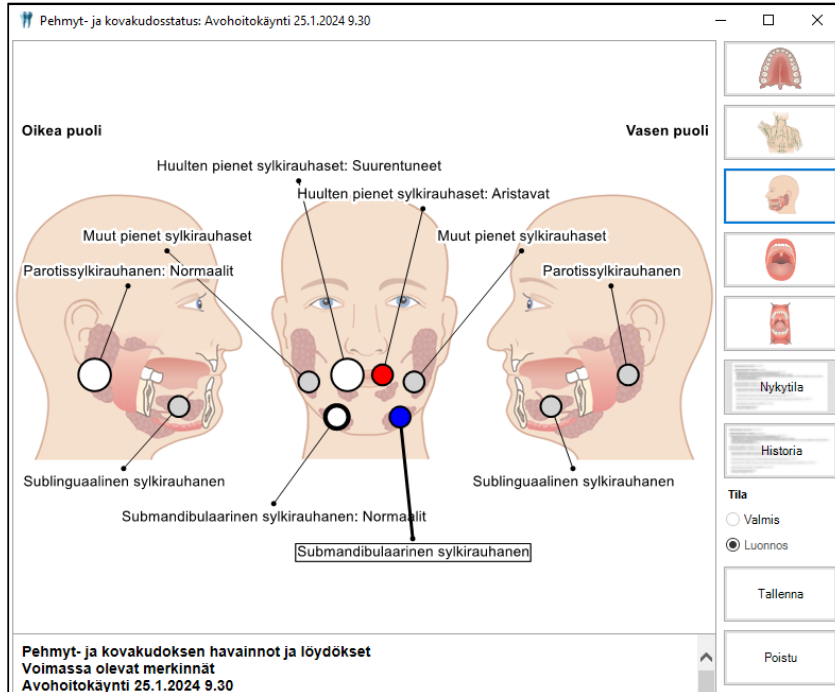 Pehmyt- ja kovakudosstatus: Avohoitokäynti 25.1.2024 9.30
Oikea puoli
Vasen puoli
Huulten pienet sylkirauhaset: Suurentuneet
Huulten pienet sylkirauhaset: Aristavat
Muut pienet sylkirauhaset
Muut pienet sylkirauhaset
Parotissylkirauhanen: Normaalit
Parotissylkirauhanen
Sublinguaalinen sylkirauhanen
Sublinguaalinen sylkirauhanen
Submandibulaarinen sylkirauhanen: Normaalit
Submandibulaarinen sylkirauhanen
Nykytila
Historia
Tila
Valmis
Luonnos
Tallenna
Poistu
Pehmyt- ja kovakudoksen havainnot ja löydökset
Voimassa olevat merkinnät
Avohoitokäynti 25.1.2024 9.30